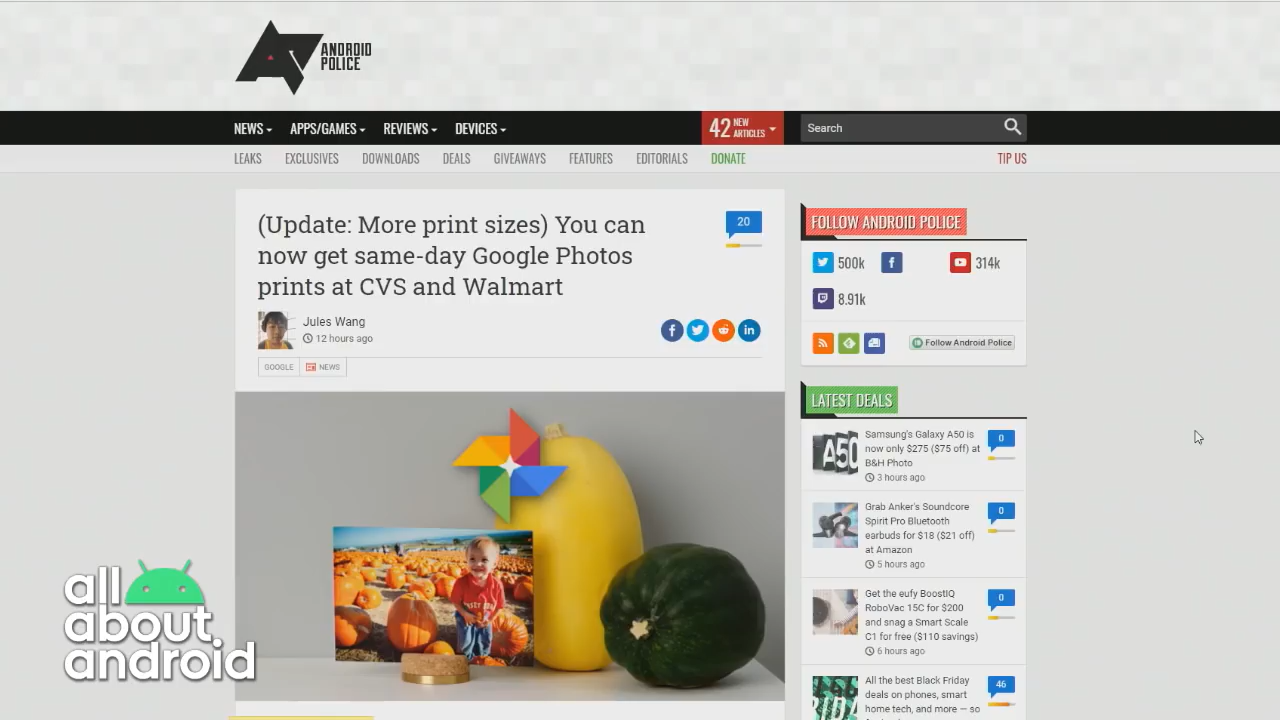 ANDROID
POLICE
NEWS
APPS/GAMES
REVIEWS
DEVICES
42 NEW ARTICLES
Search
LEAKS
EXCLUSIVES
DOWNLOADS
DEALS
GIVEAWAYS
FEATURES
EDITORIALS
DONATE
TIP US
(Update: More print sizes) You can
now get same-day Google Photos
prints at CVS and Walmart
20
Jules Wang
12 hours ago
GOOGLE
NEWS
FOLLOW ANDROID POLICE
500k
314k
8.91k
Follow Android Police
LATEST DEALS
Samsung's Galaxy A50 is
now only $275 ($75 off) at
B&H Photo
3 hours ago
0
A50
Grab Anker's Soundcore
Spirit Pro Bluetooth
earbuds for $18 ($21 off)
at Amazon
5 hours ago
0
Get the eufy BoostIQ
RoboVac 15C for $200
and snag a Smart Scale
C1 for free ($110 savings)
6 hours ago
0
All the best Black Friday
deals on phones, smart
home tech, and more — so
46
all
about
android